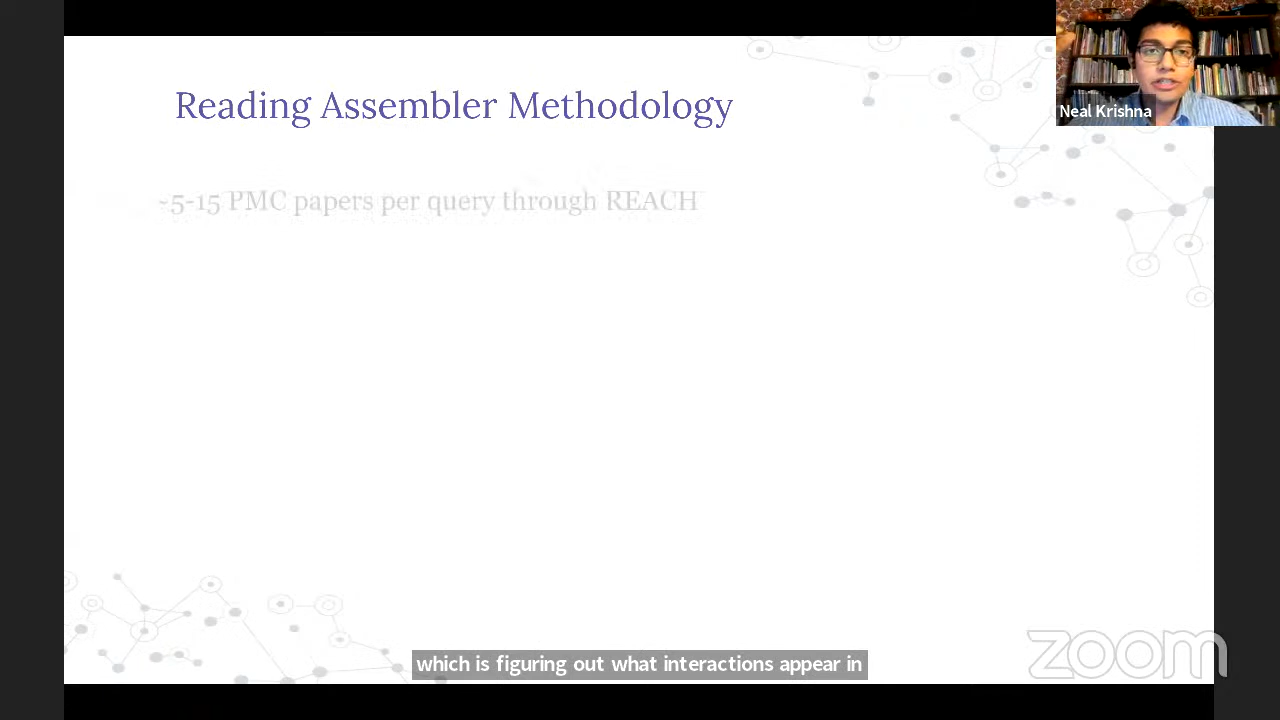 Reading Assembler Methodology
Neal Krishna
~5-15 PMC papers per query through REACH
which is figuring out what interactions appear in
zoom